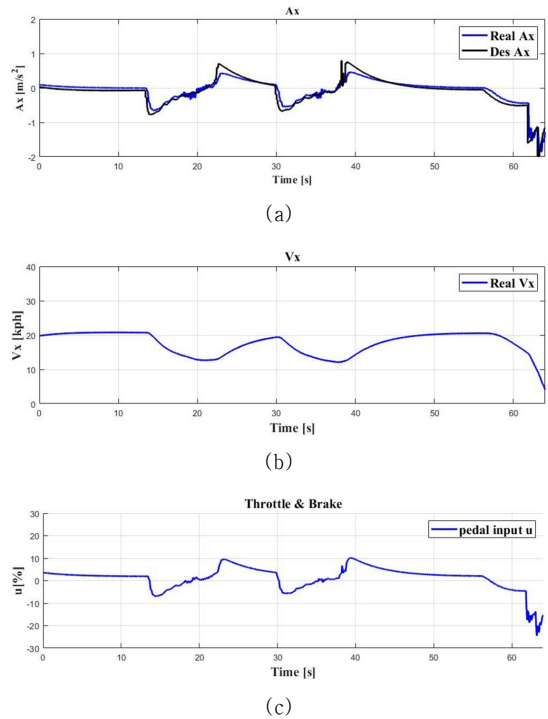 Ax
Real Ax
Des Ax
2
1
0
-1
-2
Ax [m/s²]
0 10 20 30 40 50 60
Time [s]
(a)
Vx
Real Vx
40
30
20
10
0
Vx [kph]
0 10 20 30 40 50 60
Time [s]
(b)
Throttle & Brake
pedal input u
30
20
10
0
-10
-20
-30
u[%]
0 10 20 30 40 50 60
Time [s]
(c)